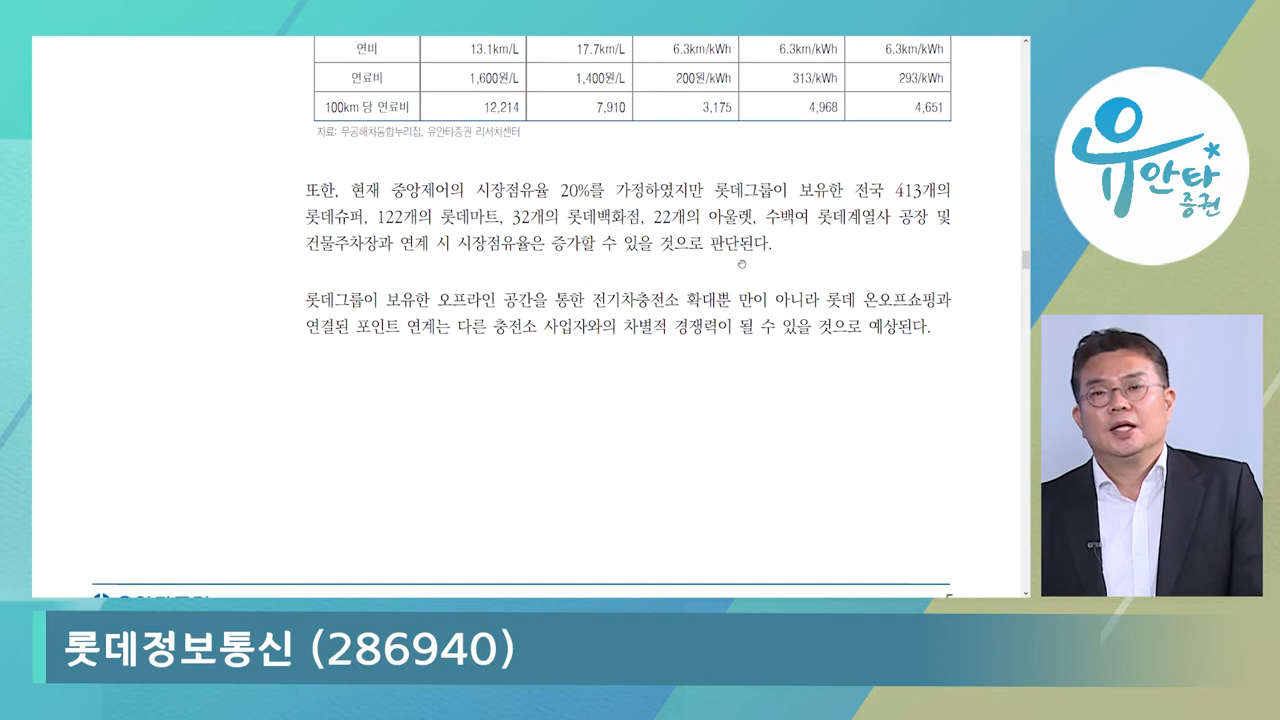 연비 13.1km/L 17.7km/L 6.3km/kWh 6.3km/kWh 6.3km/kWh
연료비 1,600원/L 1,400원/L 200원/kWh 313/kWh 293/kWh
100km 당 연료비 12,214 7,910 3,175 4,968 4,651
자료: 무공해차통합누리집, 유안타증권 리서치센터
또한, 현재 중앙제어의 시장점유율 20%를 가정하였지만 롯데그룹이 보유한 전국 413개의
롯데슈퍼, 122개의 롯데마트, 32개의 롯데백화점, 22개의 아울렛, 수백여 롯데계열사 공장 및
건물주차장과 연계 시 시장점유율은 증가할 수 있을 것으로 판단된다.
롯데그룹이 보유한 오프라인 공간을 통한 전기차충전소 확대뿐 만이 아니라 롯데 온오프쇼핑과
연결된 포인트 연계는 다른 충전소 사업자와의 차별적 경쟁력이 될 수 있을 것으로 예상된다.
유안타
증권
롯데정보통신 (286940)